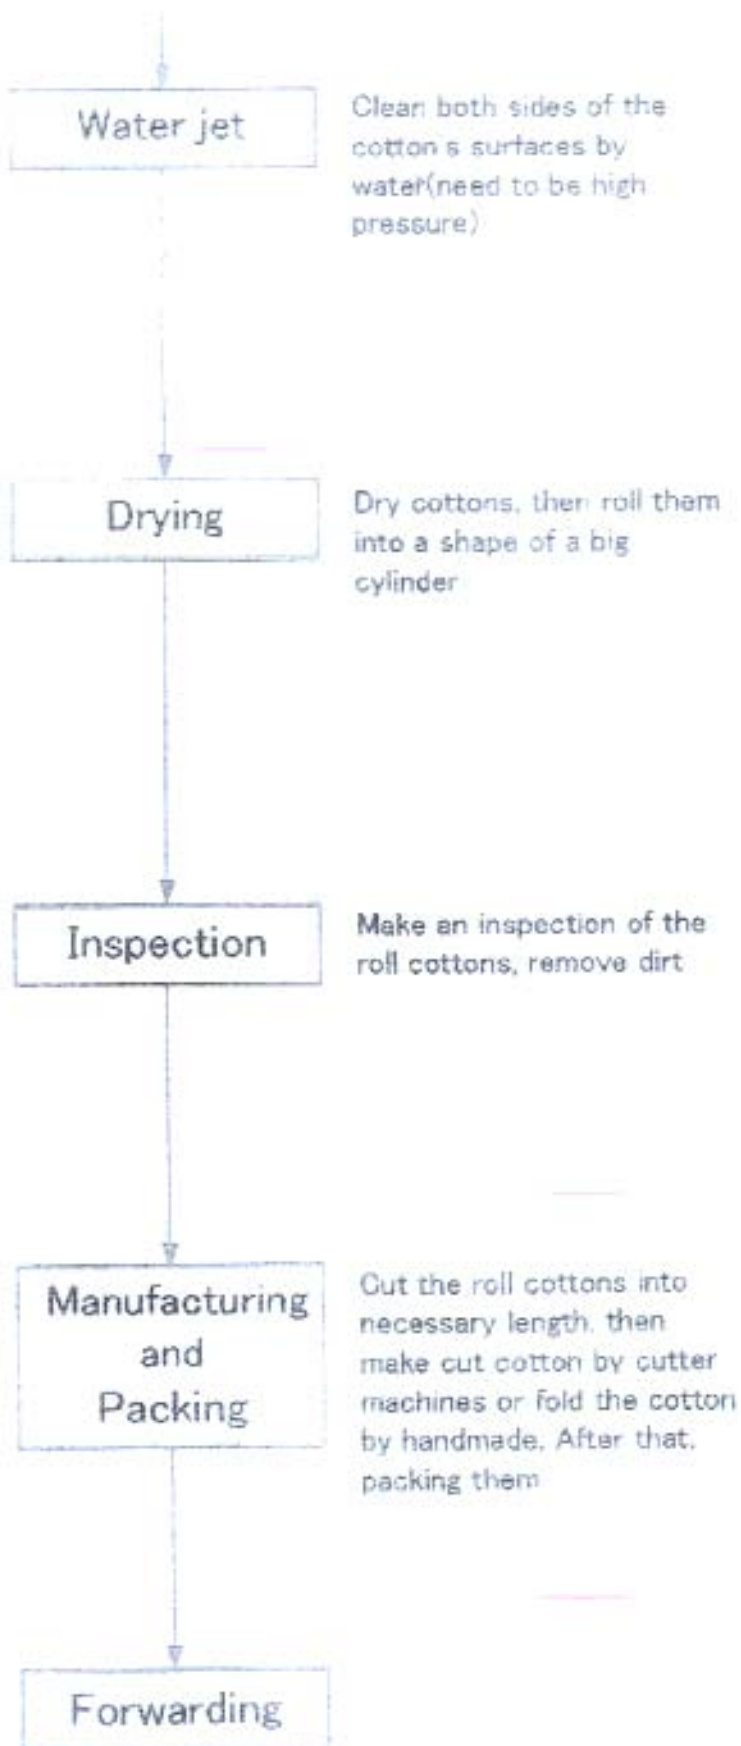 Water jet
Clean both sides of the
cotton s surfaces by
water(need to be high
pressure)
Drying
Dry cottons, then roll them
into a shape of a big
cylinder
Inspection
Make an inspection of the
roll cottons, remove dirt
Manufacturing
and
Packing
Cut the roll cottons into
necessary length, then
make cut cotton by cutter
machines or fold the cotton
by handmade. After that,
packing them
Forwarding